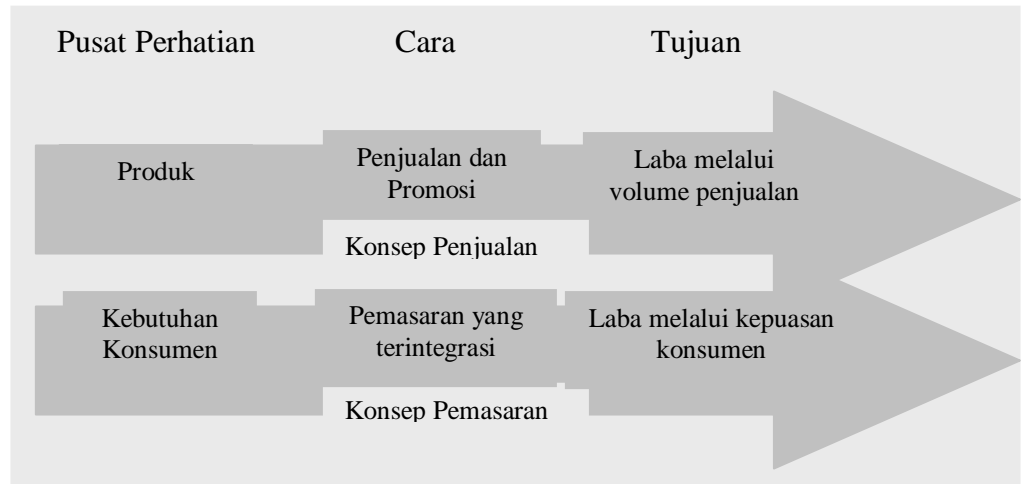 Pusat Perhatian Cara Tujuan
Produk
Penjualan dan
Promosi
Laba melalui
volume penjualan
Konsep Penjualan
Kebutuhan
Konsumen
Pemasaran yang
terintegrasi
Laba melalui kepuasan
konsumen
Konsep Pemasaran